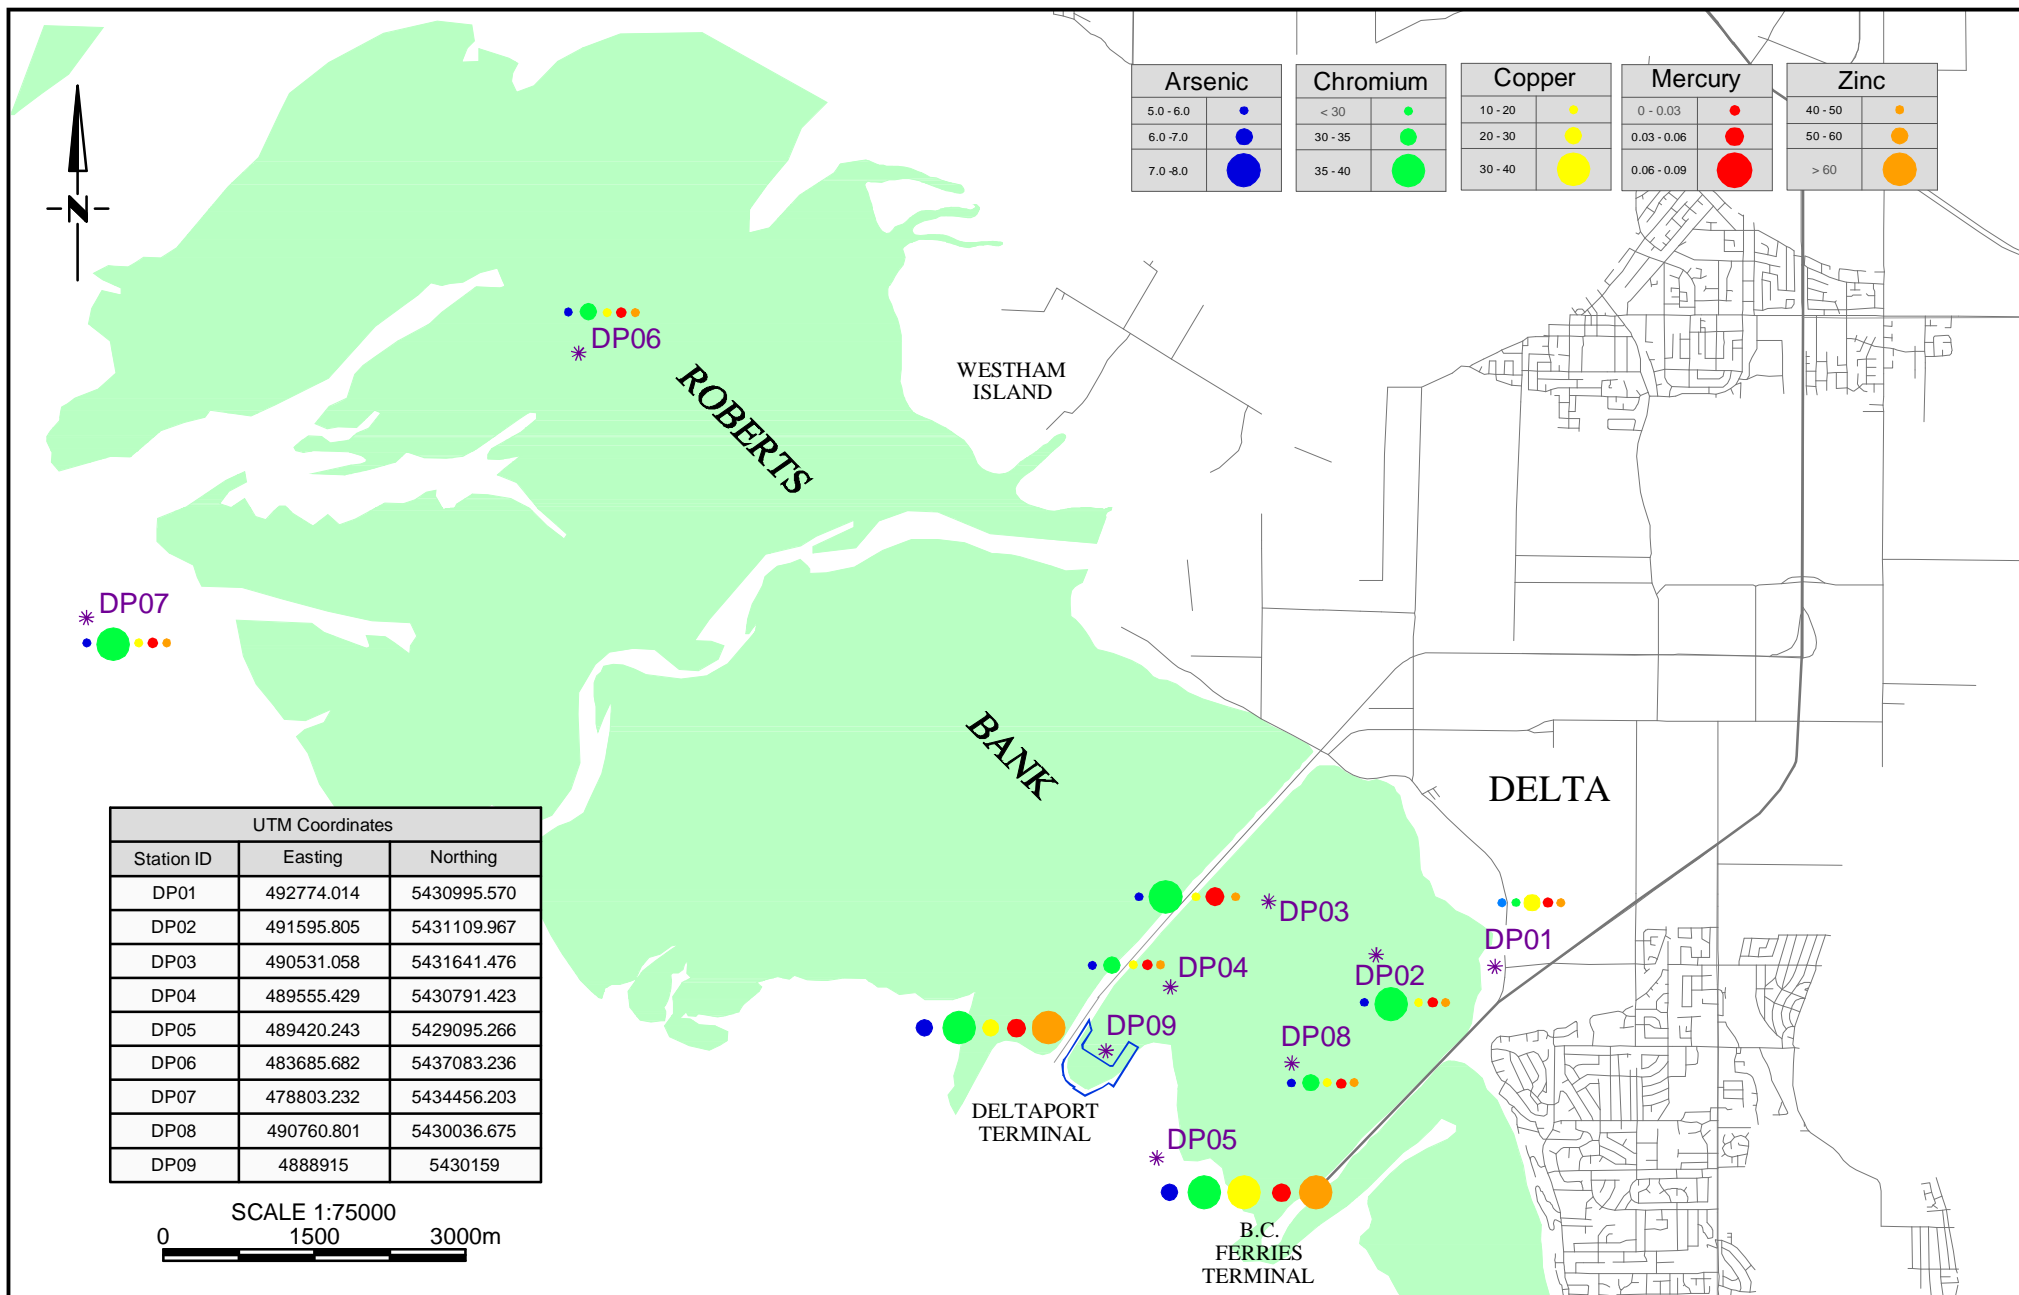 Arsenic
5.0 - 6.0
6.0 -7.0
7.0 -8.0
Chromium
< 30
30 - 35
35 - 40
Copper
10 - 20
20 - 30
30 - 40
Mercury
0 - 0.03
0.03 - 0.06
0.06 - 0.09
Zinc
40 - 50
50 - 60
> 60
N
DP06
ROBERTS
WESTHAM
ISLAND
DP07
BANK
DELTA
DP03
DP01
DP04
DP02
DP09
DP08
DELTAPORT
TERMINAL
DP05
B.C.
FERRIES
TERMINAL
UTM Coordinates
Station ID Easting Northing
DP01 492774.014 5430995.570
DP02 491595.805 5431109.967
DP03 490531.058 5431641.476
DP04 489555.429 5430791.423
DP05 489420.243 5429095.266
DP06 483685.682 5437083.236
DP07 478803.232 5434456.203
DP08 490760.801 5430036.675
DP09 4888915 5430159
SCALE 1:75000
0 1500 3000m